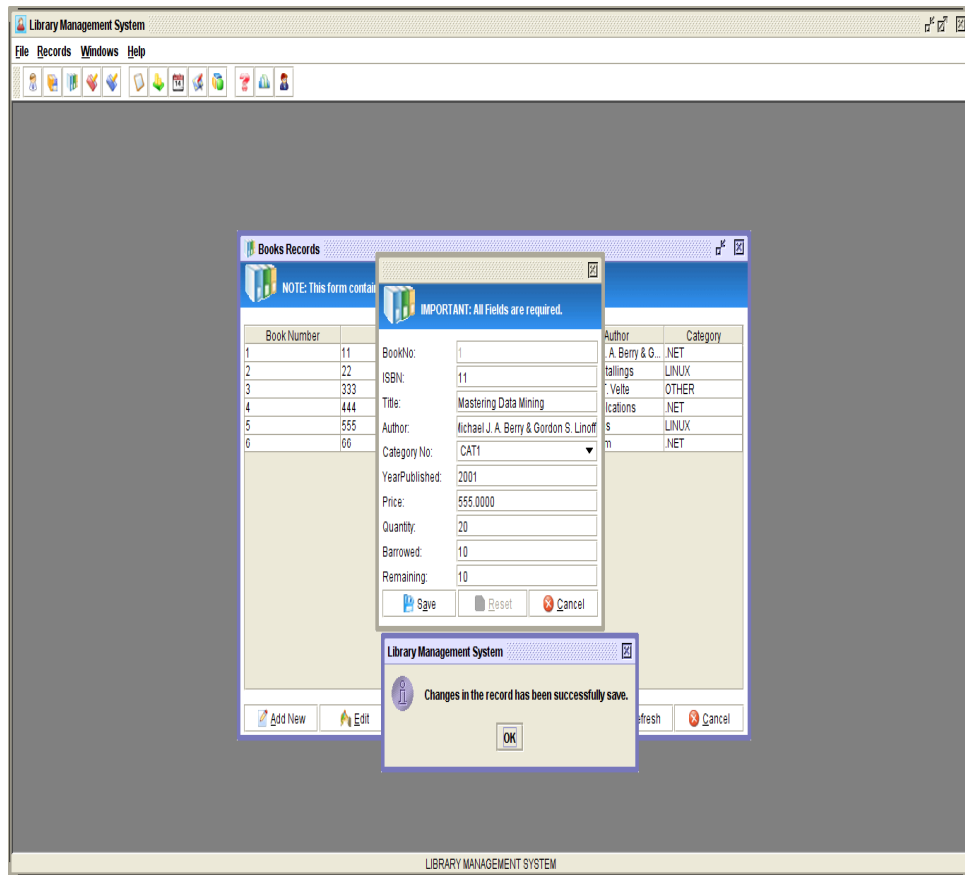 Library Management System
File Records Windows Help
14
Books Records
NOTE: This form contai
IMPORTANT: All Fields are required.
Book Number Author Category
1 11 . A. Berry & G... .NET
2 22 tallings LINUX
3 333 . Velte OTHER
4 444 ications .NET
5 555 s LINUX
6 66 m .NET
BookNo: 1
ISBN: 11
Title: Mastering Data Mining
Author: Michael J. A. Berry & Gordon S. Linoff
Category No: CAT1
YearPublished: 2001
Price: 555.0000
Quantity: 20
Barrowed: 10
Remaining: 10
Save Reset Cancel
Library Management System
Changes in the record has been successfully save.
OK
Add New Edit efresh Cancel
LIBRARY MANAGEMENT SYSTEM